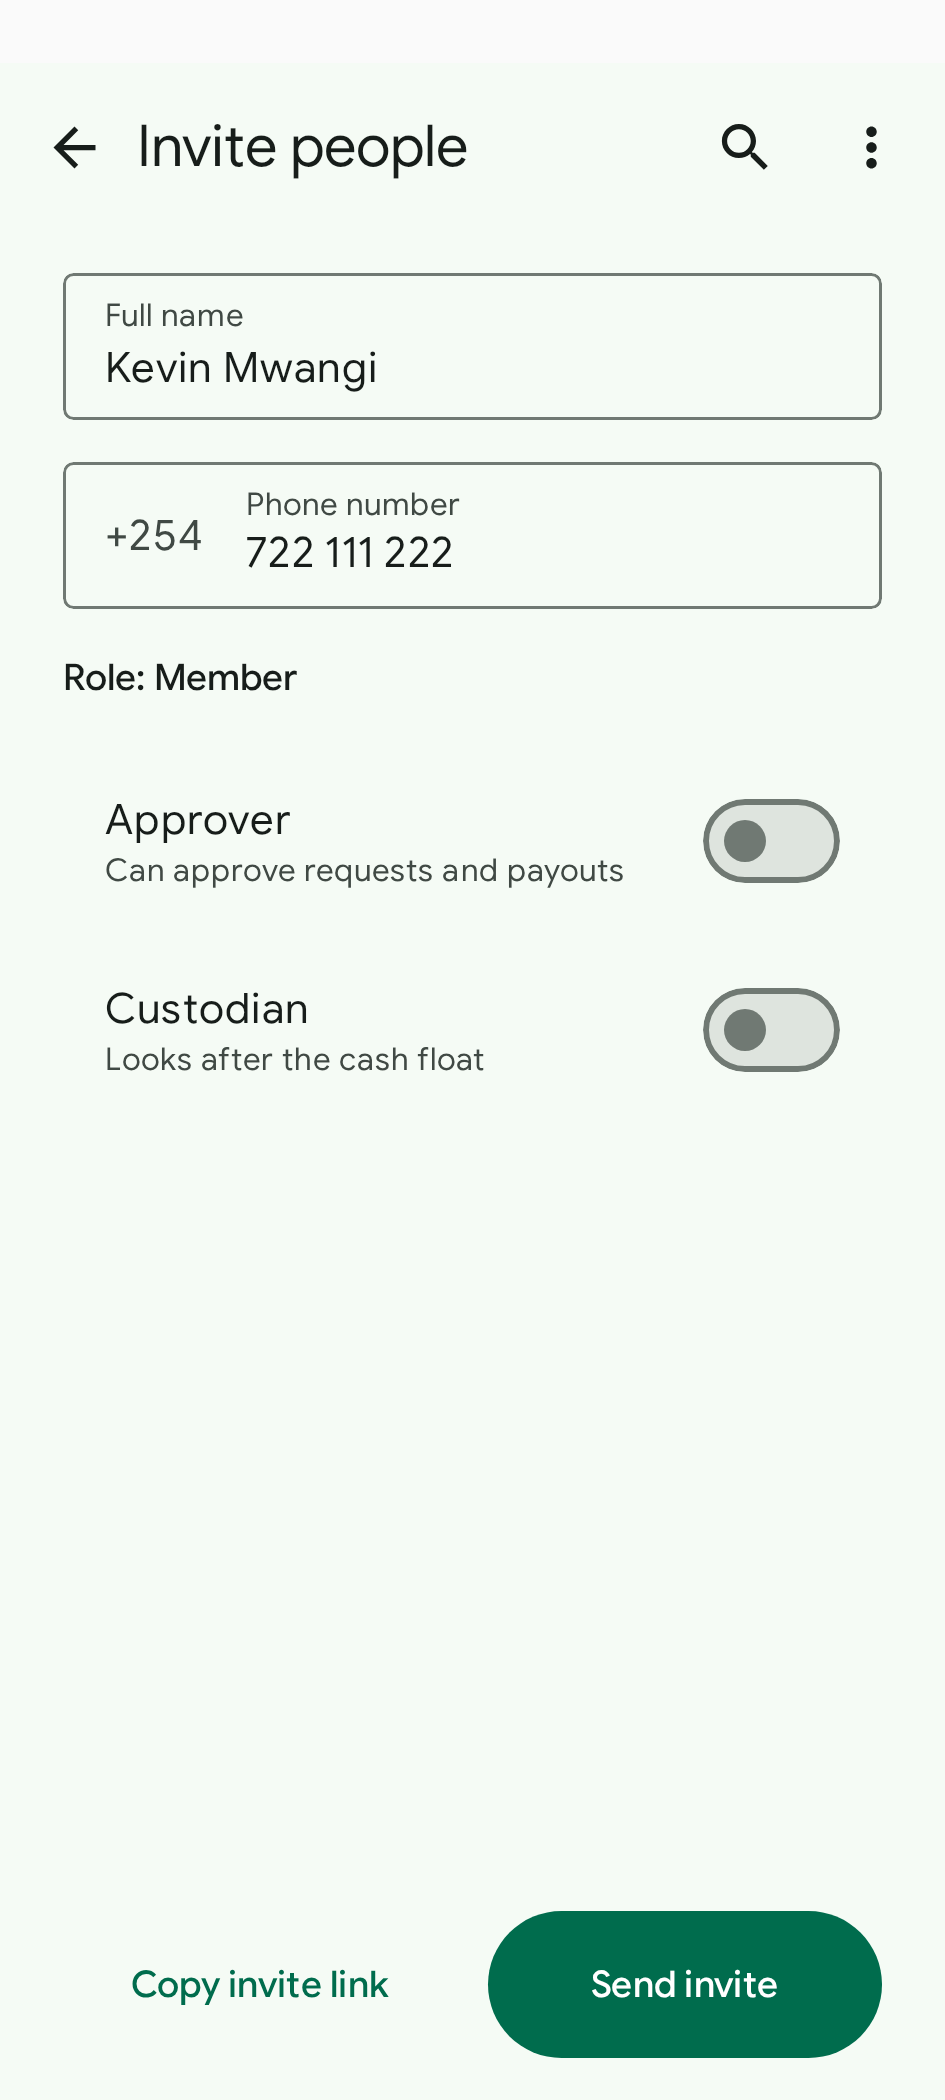 Invite people
Full name
Kevin Mwangi
Phone number
+254 722 111 222
Role: Member
Approver
Can approve requests and payouts
Custodian
Looks after the cash float
Copy invite link Send invite